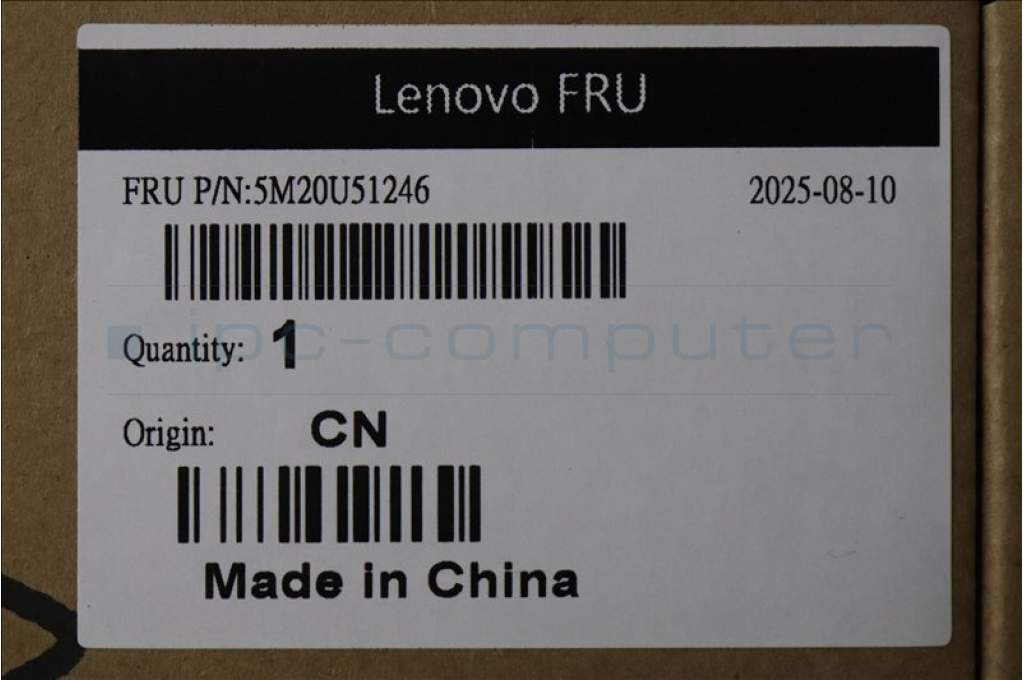 Lenovo FRU
FRU P/N:5M20U51246 2025-08-10
Quantity: 1
ipc-computer
Origin: CN
Made in China